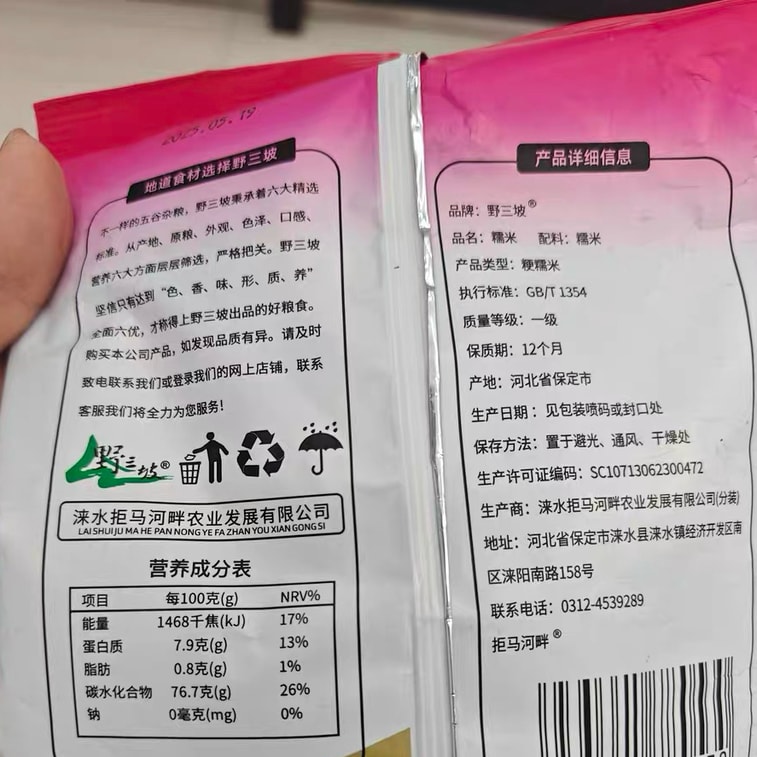 2025.05.19
地道食材选择野三坡
不一样的五谷杂粮，野三坡秉承着六大精选
标准。从产地、原粮、外观、色泽、口感、
营养六大方面层层筛选，严格把关。野三坡
坚信只有达到“色、香、味、形、质、养”
全面六优，才称得上野三坡出品的好粮食。
购买本公司产品，如发现品质有异。请及时
致电联系我们或登录我们的网上店铺，联系
客服我们将全力为您服务!
野三坡®
涞水拒马河畔农业发展有限公司
LAI SHUI JU MA HE PAN NONG YE FA ZHAN YOU XIAN GONG SI
营养成分表
项目 每100克(g) NRV%
能量 1468千焦(kJ) 17%
蛋白质 7.9克(g) 13%
脂肪 0.8克(g) 1%
碳水化合物 76.7克(g) 26%
钠 0毫克(mg) 0%
产品详细信息
品牌：野三坡®
品名：糯米 配料：糯米
产品类型：粳糯米
执行标准：GB/T 1354
质量等级：一级
保质期：12个月
产地：河北省保定市
生产日期：见包装喷码或封口处
保存方法：置于避光、通风、干燥处
生产许可证编码：SC10713062300472
生产商：涞水拒马河畔农业发展有限公司(分装)
地址：河北省保定市涞水县涞水镇经济开发区南
区涞阳南路158号
联系电话：0312-4539289
拒马河畔®